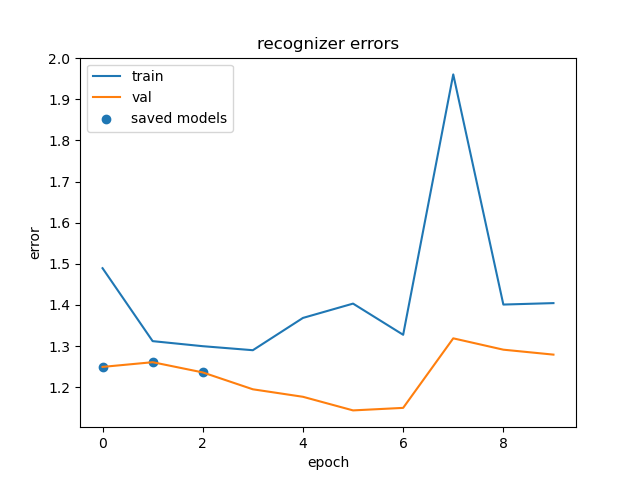 recognizer errors
train
val
saved models
2.0
1.9
1.8
1.7
1.6
1.5
1.4
1.3
1.2
error
0 2 4 6 8
epoch